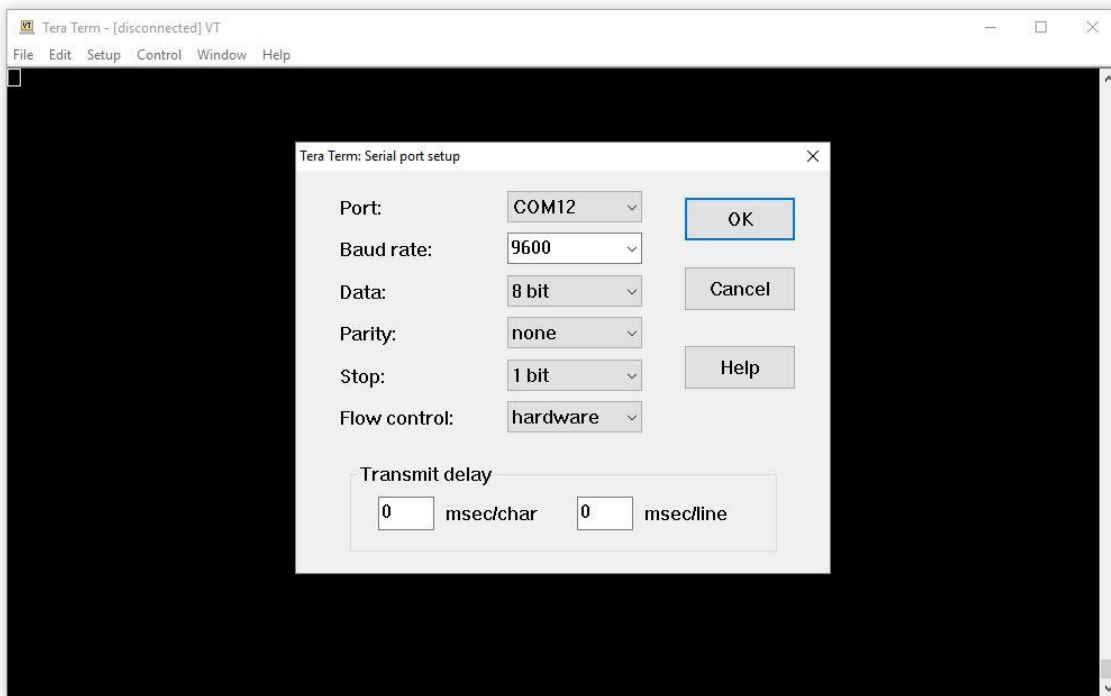 VT Tera Term - [disconnected] VT
File Edit Setup Control Window Help
Tera Term: Serial port setup
Port: COM12 OK
Baud rate: 9600
Data: 8 bit Cancel
Parity: none
Stop: 1 bit Help
Flow control: hardware
Transmit delay
0 msec/char 0 msec/line